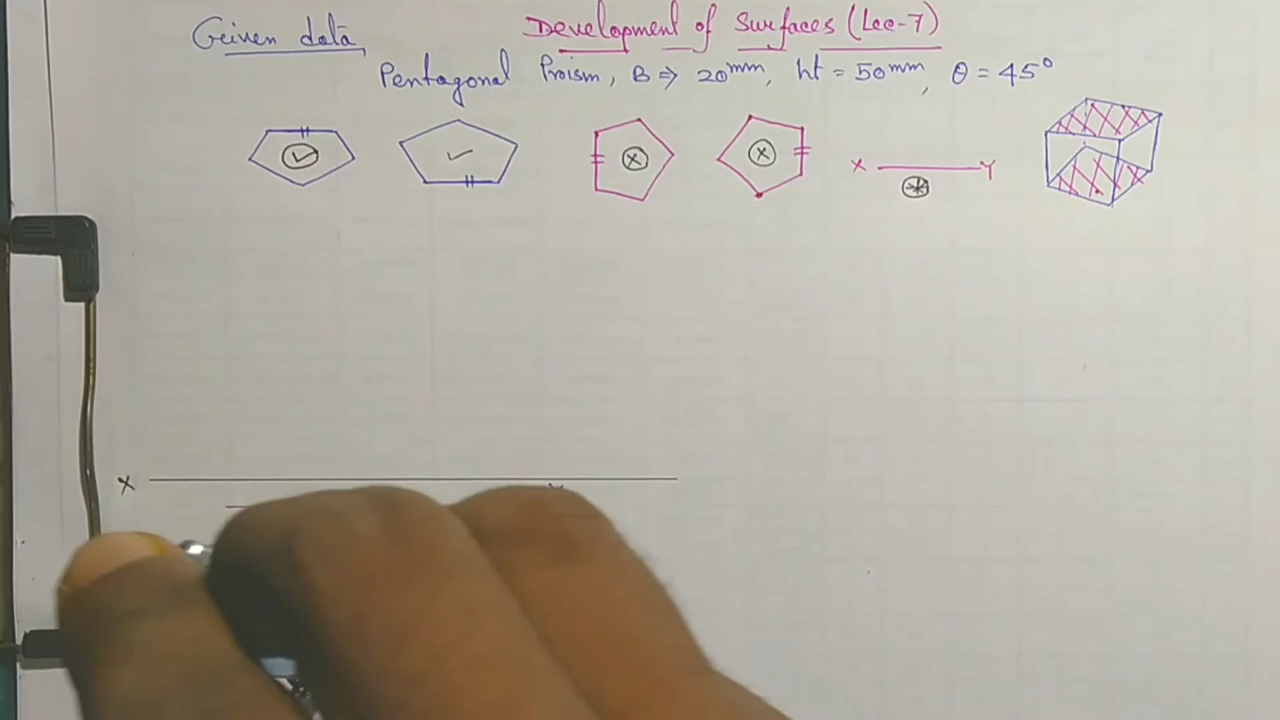 Given data
Development of Surfaces (Lec-7)
Pentagonal Prism, B ⇒ 20mm, ht = 50mm, θ = 45°
X Y
X